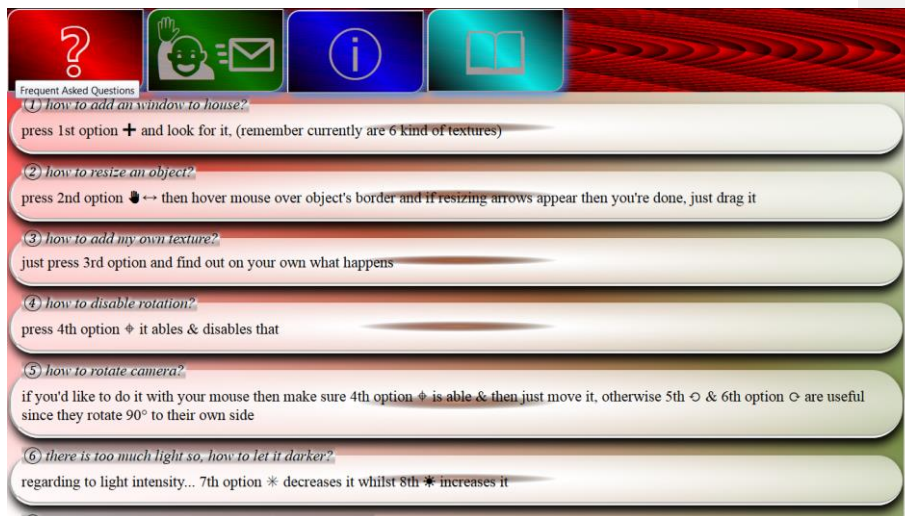 Frequent Asked Questions
① how to add an window to house?
press 1st option ➕ and look for it, (remember currently are 6 kind of textures)
② how to resize an object?
press 2nd option ↔ then hover mouse over object's border and if resizing arrows appear then you're done, just drag it
③ how to add my own texture?
just press 3rd option and find out on your own what happens
④ how to disable rotation?
press 4th option ⌖ it ables & disables that
⑤ how to rotate camera?
if you'd like to do it with your mouse then make sure 4th option ⌖ is able & then just move it, otherwise 5th ⟲ & 6th option ⟳ are useful
since they rotate 90° to their own side
⑥ there is too much light so, how to let it darker?
regarding to light intensity... 7th option ☼ decreases it whilst 8th ☀ increases it